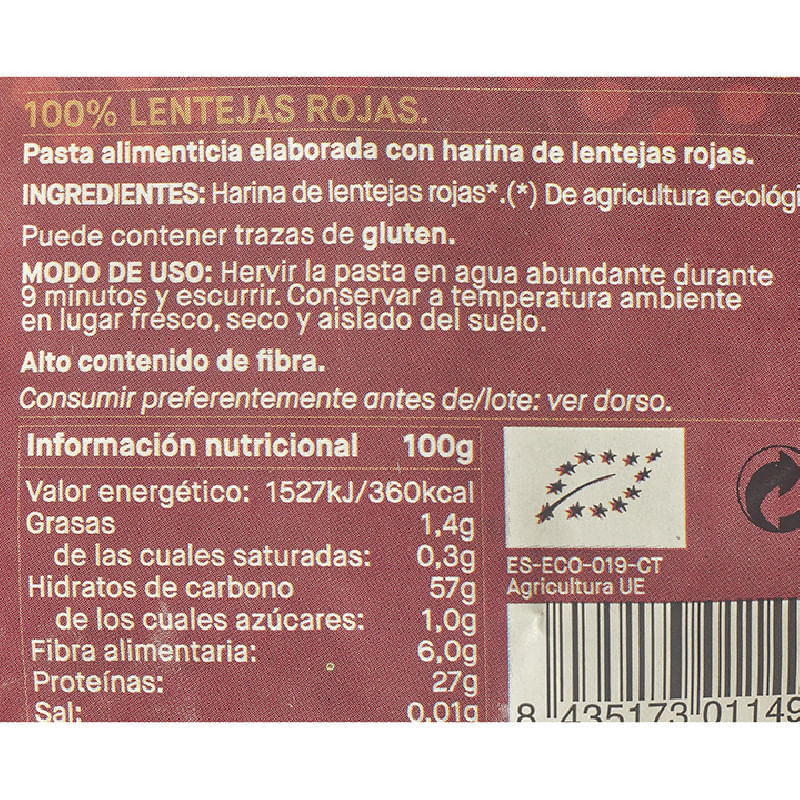 100% LENTEJAS ROJAS.
Pasta alimenticia elaborada con harina de lentejas rojas.
INGREDIENTES: Harina de lentejas rojas*.(*) De agricultura ecológi
Puede contener trazas de gluten.
MODO DE USO: Hervir la pasta en agua abundante durante
9 minutos y escurrir. Conservar a temperatura ambiente
en lugar fresco, seco y aislado del suelo.
Alto contenido de fibra.
Consumir preferentemente antes de/lote: ver dorso.
Información nutricional 100g
Valor energético: 1527kJ/360kcal
Grasas 1,4g
de las cuales saturadas: 0,3g
Hidratos de carbono 57g
de los cuales azúcares: 1,0g
Fibra alimentaria: 6,0g
Proteínas: 27g
Sal: 0,01g
ES-ECO-019-CT
Agricultura UE
8 435173 01149